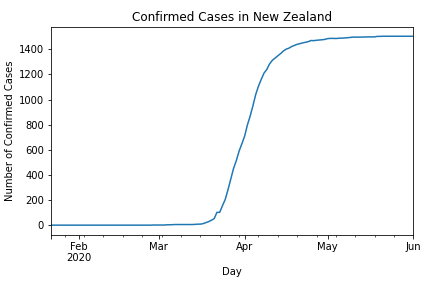 Confirmed Cases in New Zealand
Number of Confirmed Cases
1400
1200
1000
800
600
400
200
0
Feb
2020
Mar
Apr
May
Jun
Day